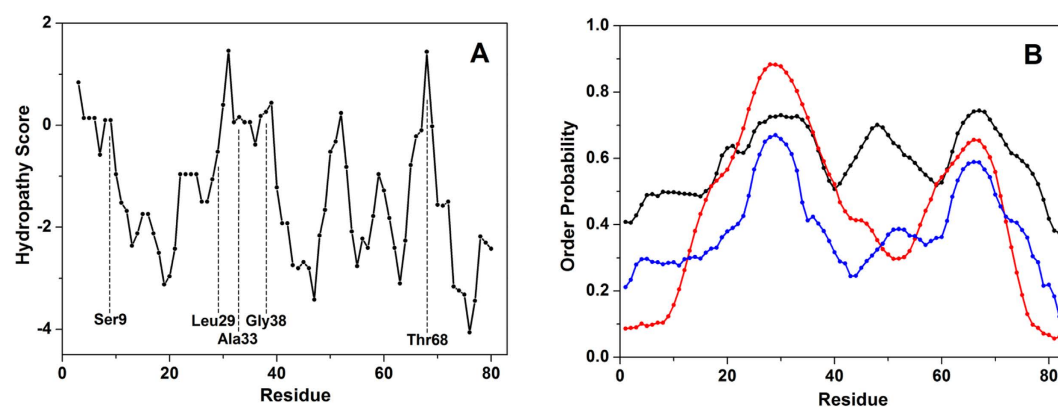 A
Hydropathy Score
2
0
-2
-4
Ser9
Leu29
Ala33
Gly38
Thr68
0
20
40
60
80
Residue
B
Order Probability
1.0
0.8
0.6
0.4
0.2
0.0
0
20
40
60
80
Residue